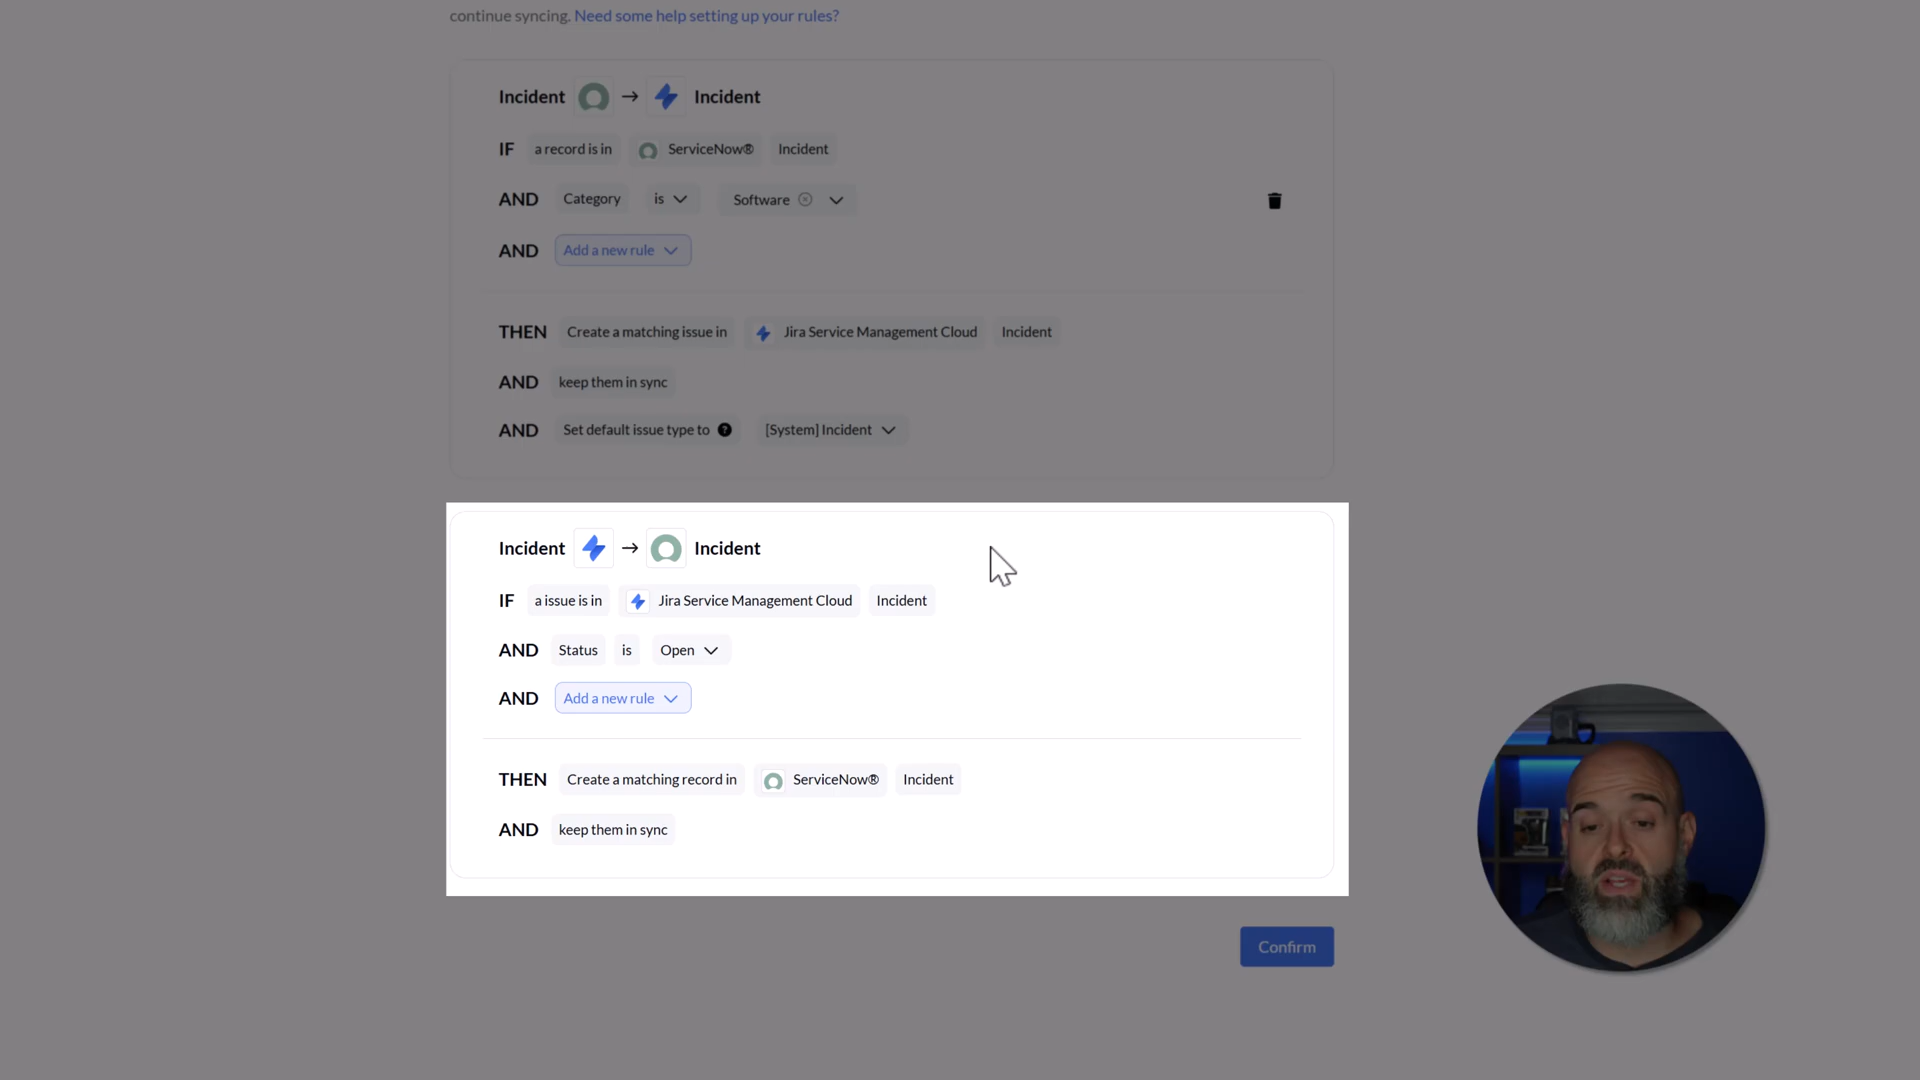 continue syncing. Need some help setting up your rules?
Incident → Incident
IF a record is in ServiceNow® Incident
AND Category is Software
AND Add a new rule
THEN Create a matching issue in Jira Service Management Cloud Incident
AND keep them in sync
AND Set default issue type to ? [System] Incident
Incident → Incident
IF a issue is in Jira Service Management Cloud Incident
AND Status is Open
AND Add a new rule
THEN Create a matching record in ServiceNow® Incident
AND keep them in sync
Confirm